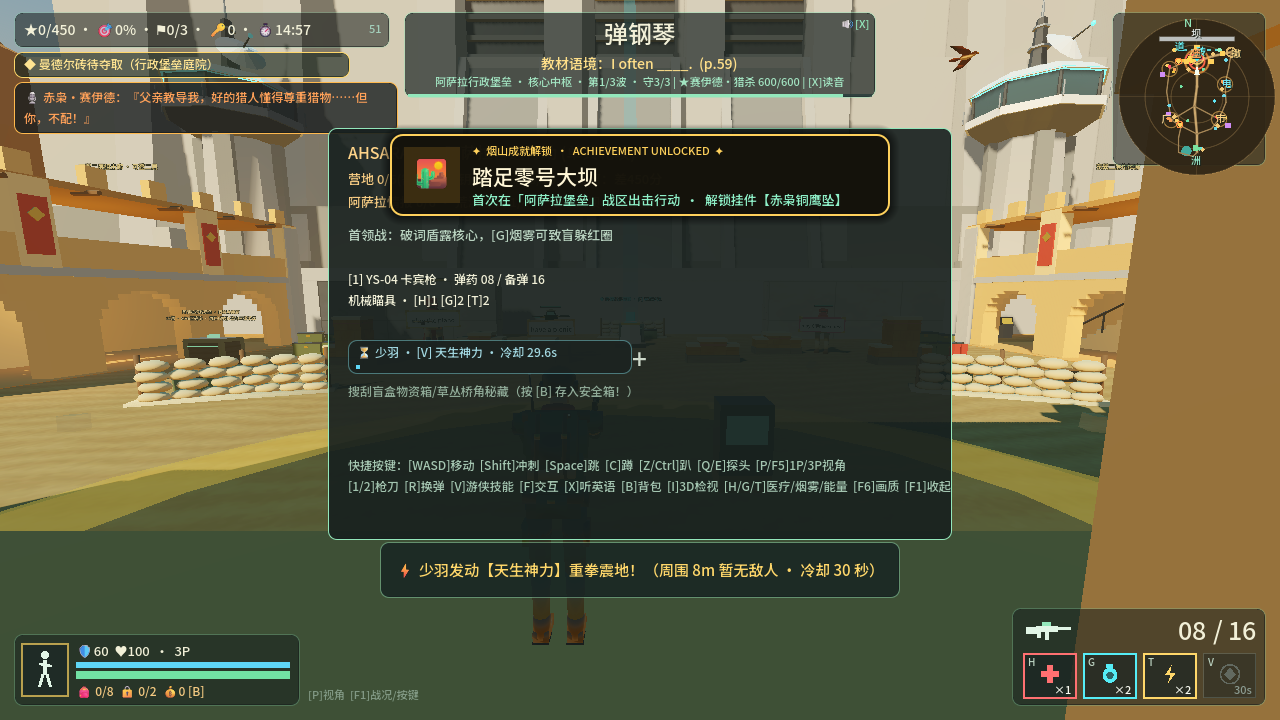 ★0/450 · 🎯 0% · ⚑0/3 · 🔑0 · ⏱ 14:57 51
◆ 曼德尔砖待夺取（行政堡垒庭院）
🎙 赤枭·赛伊德：『父亲教导我，好的猎人懂得尊重猎物……但
你，不配！』
弹钢琴
🔊[X]
教材语境：I often ____. (p.59)
阿萨拉行政堡垒 · 核心中枢 · 第1/3波 · 守3/3 | ★赛伊德·猎杀 600/600 | [X]读音
N
坝
洲
✦ 烟山成就解锁 · ACHIEVEMENT UNLOCKED ✦
踏足零号大坝
首次在「阿萨拉堡垒」战区出击行动 · 解锁挂件【赤枭铜鹰坠】
AHSA
营地 0/
阿萨拉
首领战：破词盾露核心，[G]烟雾可致盲躲红圈
[1] YS-04 卡宾枪 · 弹药 08 / 备弹 16
机械瞄具 · [H]1 [G]2 [T]2
⏳ 少羽 · [V] 天生神力 · 冷却 29.6s
搜刮盲盒物资箱/草丛桥角秘藏（按 [B] 存入安全箱！）
快捷按键：[WASD]移动 [Shift]冲刺 [Space]跳 [C]蹲 [Z/Ctrl]趴 [Q/E]探头 [P/F5]1P/3P视角
[1/2]枪刀 [R]换弹 [V]游侠技能 [F]交互 [X]听英语 [B]背包 [I]3D检视 [H/G/T]医疗/烟雾/能量 [F6]画质 [F1]收起
⚡ 少羽发动【天生神力】重拳震地！（周围 8m 暂无敌人 · 冷却 30 秒）
60 ♥100 · 3P
0/8 0/2 0 [B]
[P]视角 [F1]战况/按键
08 / 16
H ×1
G ×2
T ×2
V 30s